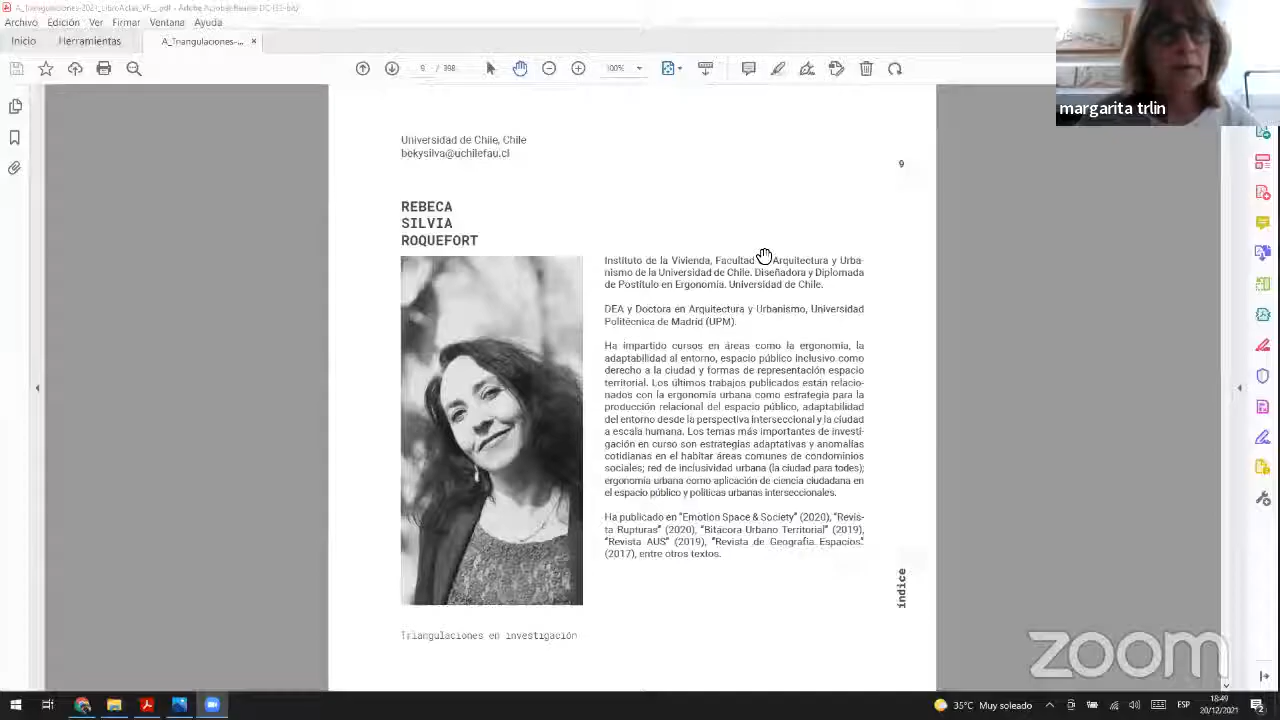 A_Triangulaciones-2021_LibroActas_VF_.pdf - Adobe Acrobat Reader DC (32-bit)
Archivo Edición Ver Firmar Ventana Ayuda
Inicio Herramientas A_Triangulaciones-... ×
9 / 398 100%
margarita trlin
Universidad de Chile, Chile
bekysilva@uchilefau.cl
9
REBECA
SILVIA
ROQUEFORT
Instituto de la Vivienda, Facultad Arquitectura y Urba-
nismo de la Universidad de Chile. Diseñadora y Diplomada
de Postítulo en Ergonomía. Universidad de Chile.
DEA y Doctora en Arquitectura y Urbanismo, Universidad
Politécnica de Madrid (UPM).
Ha impartido cursos en áreas como la ergonomía, la
adaptabilidad al entorno, espacio público inclusivo como
derecho a la ciudad y formas de representación espacio
territorial. Los últimos trabajos publicados están relacio-
nados con la ergonomía urbana como estrategia para la
producción relacional del espacio público, adaptabilidad
del entorno desde la perspectiva interseccional y la ciudad
a escala humana. Los temas más importantes de investi-
gación en curso son estrategias adaptativas y anomalías
cotidianas en el habitar áreas comunes de condominios
sociales; red de inclusividad urbana (la ciudad para todes);
ergonomía urbana como aplicación de ciencia ciudadana en
el espacio público y políticas urbanas interseccionales.
Ha publicado en "Emotion Space & Society" (2020), "Revis-
ta Rupturas" (2020), "Bitácora Urbano Territorial" (2019),
"Revista AUS" (2019), "Revista de Geografía Espacios"
(2017), entre otros textos.
índice
Triangulaciones en investigación
zoom
35°C Muy soleado ESP 18:49
20/12/2021